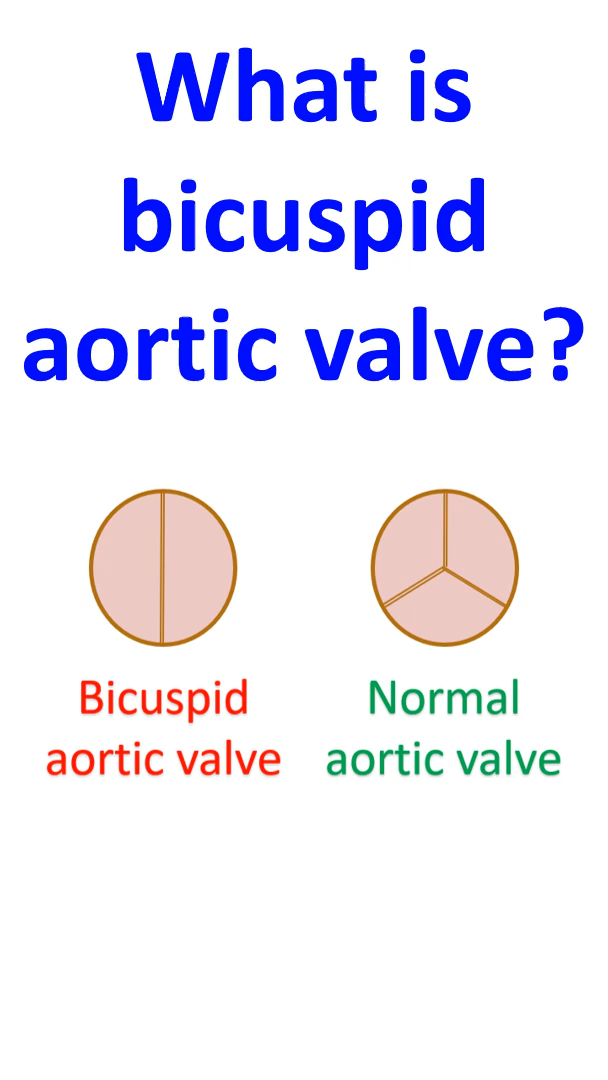 What is
bicuspid
aortic valve?
Bicuspid
aortic valve
Normal
aortic valve